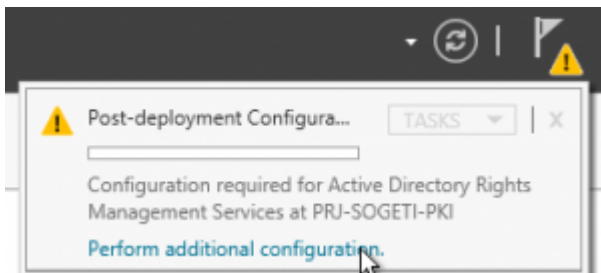 Post-deployment Configura...
TASKS
X
Configuration required for Active Directory Rights
Management Services at PRJ-SOGETI-PKI
Perform additional configuration.